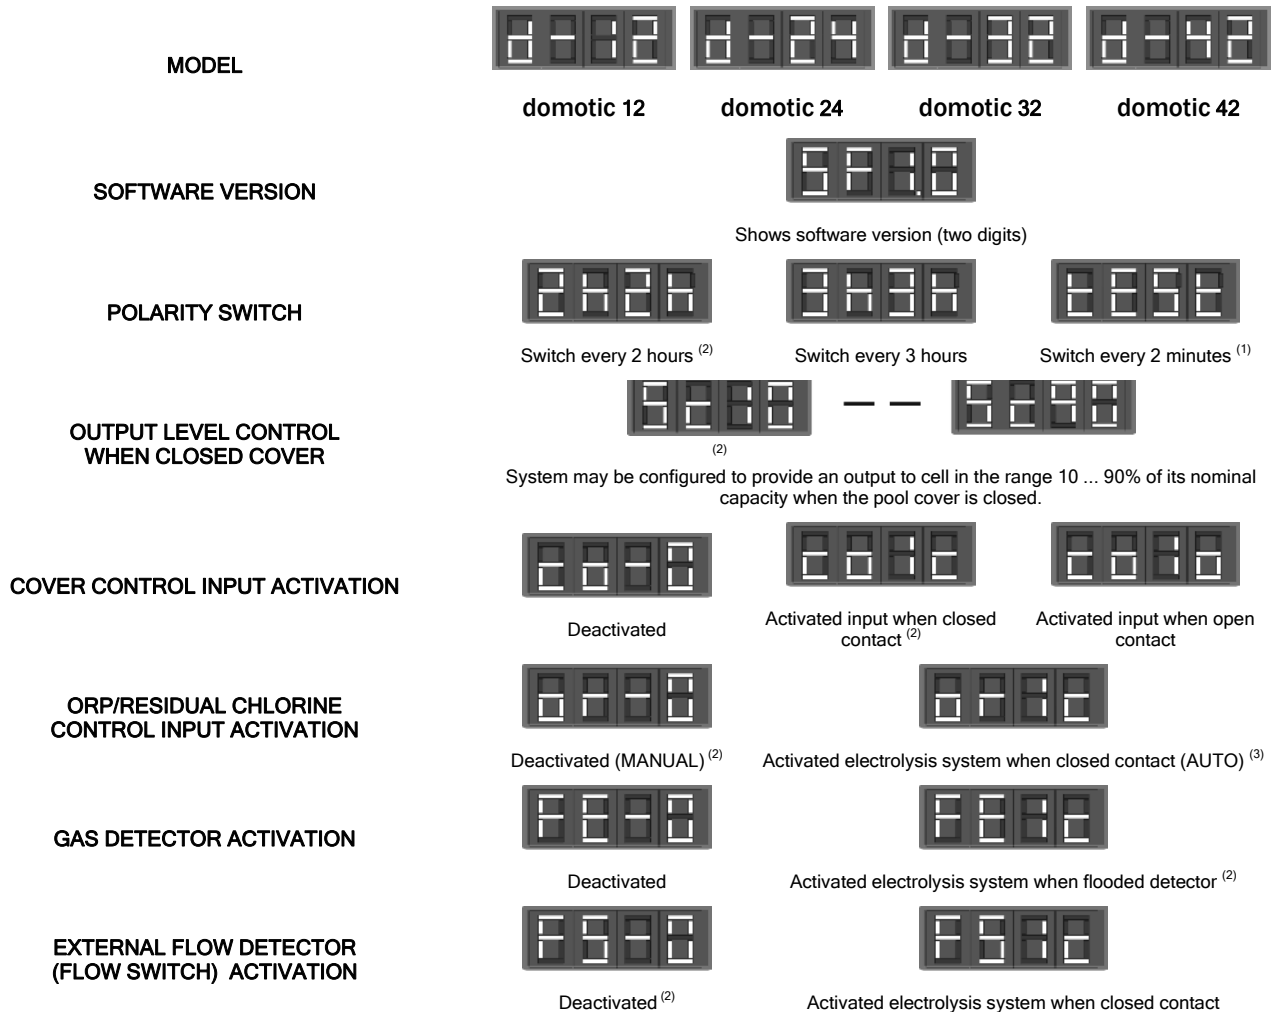 MODEL
domotic 12 domotic 24 domotic 32 domotic 42
SOFTWARE VERSION
Shows software version (two digits)
POLARITY SWITCH
Switch every 2 hours (2) Switch every 3 hours Switch every 2 minutes (1)
OUTPUT LEVEL CONTROL
WHEN CLOSED COVER
(2)
System may be configured to provide an output to cell in the range 10 ... 90% of its nominal
capacity when the pool cover is closed.
COVER CONTROL INPUT ACTIVATION
Deactivated
Activated input when closed
contact (2)
Activated input when open
contact
ORP/RESIDUAL CHLORINE
CONTROL INPUT ACTIVATION
Deactivated (MANUAL) (2) Activated electrolysis system when closed contact (AUTO) (3)
GAS DETECTOR ACTIVATION
Deactivated Activated electrolysis system when flooded detector (2)
EXTERNAL FLOW DETECTOR
(FLOW SWITCH) ACTIVATION
Deactivated (2) Activated electrolysis system when closed contact